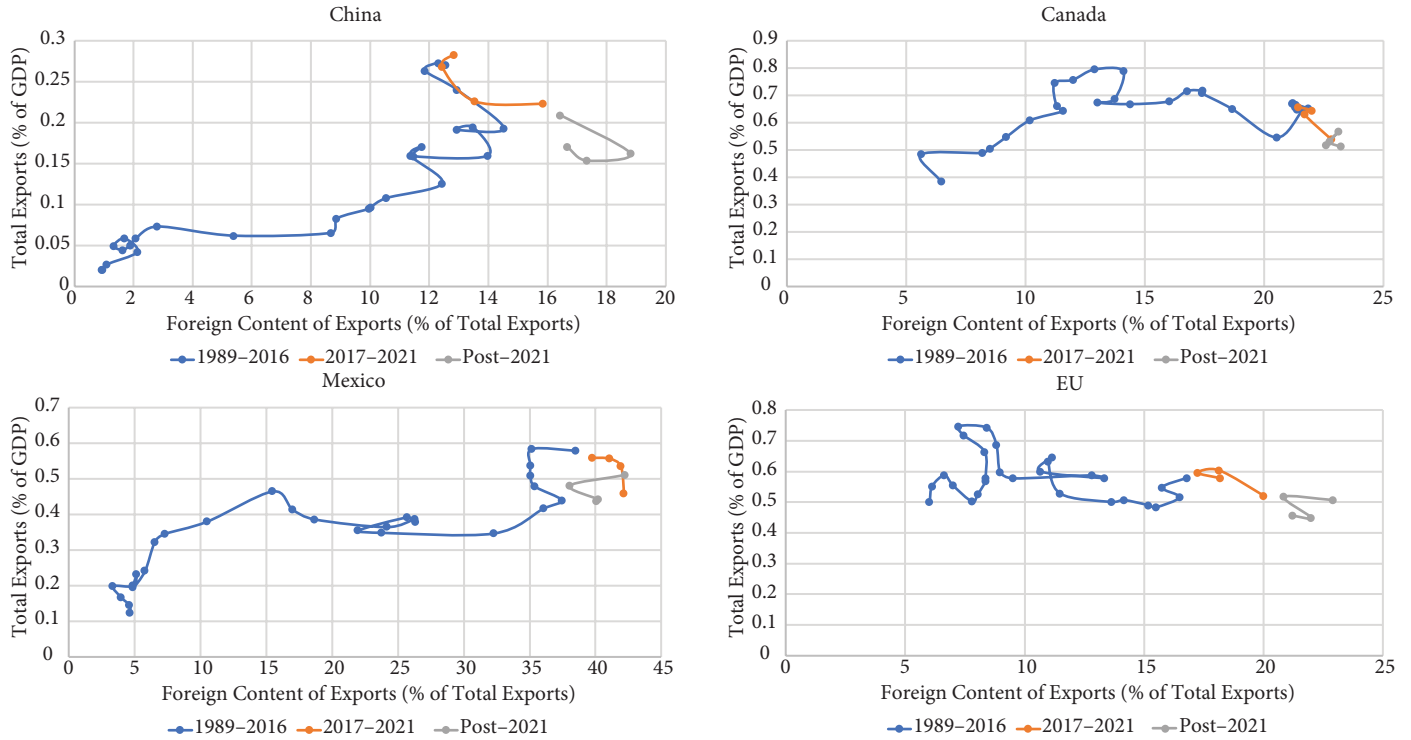 China
Total Exports (% of GDP)
0.3
0.25
0.2
0.15
0.1
0.05
0
0 2 4 6 8 10 12 14 16 18 20
Foreign Content of Exports (% of Total Exports)
1989–2016 2017–2021 Post–2021
Canada
Total Exports (% of GDP)
0.9
0.8
0.7
0.6
0.5
0.4
0.3
0.2
0.1
0
0 5 10 15 20 25
Foreign Content of Exports (% of Total Exports)
1989–2016 2017–2021 Post–2021
Mexico
Total Exports (% of GDP)
0.7
0.6
0.5
0.4
0.3
0.2
0.1
0
0 5 10 15 20 25 30 35 40 45
Foreign Content of Exports (% of Total Exports)
1989–2016 2017–2021 Post–2021
EU
Total Exports (% of GDP)
0.8
0.7
0.6
0.5
0.4
0.3
0.2
0.1
0
0 5 10 15 20 25
Foreign Content of Exports (% of Total Exports)
1989–2016 2017–2021 Post–2021